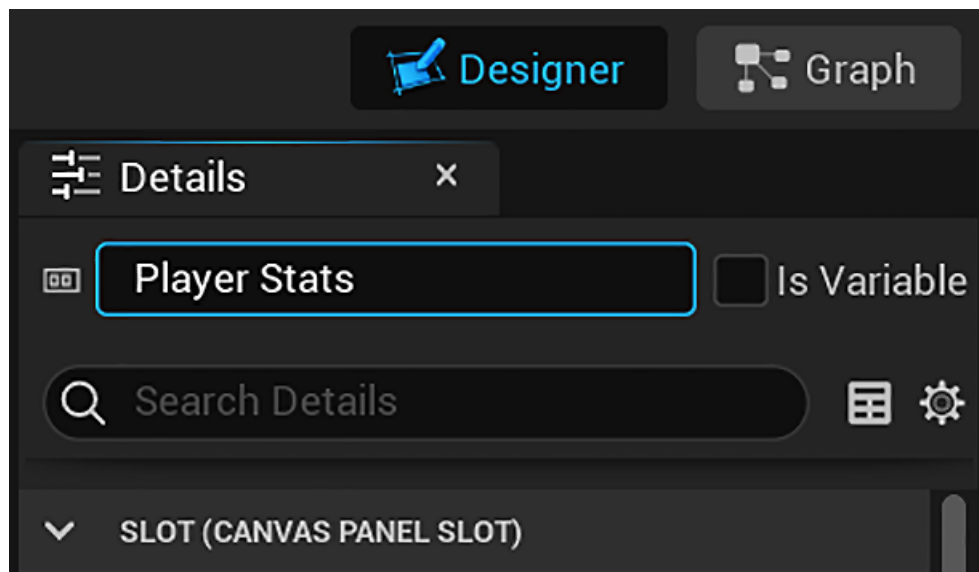 Designer Graph
Details
Player Stats Is Variable
Search Details
SLOT (CANVAS PANEL SLOT)